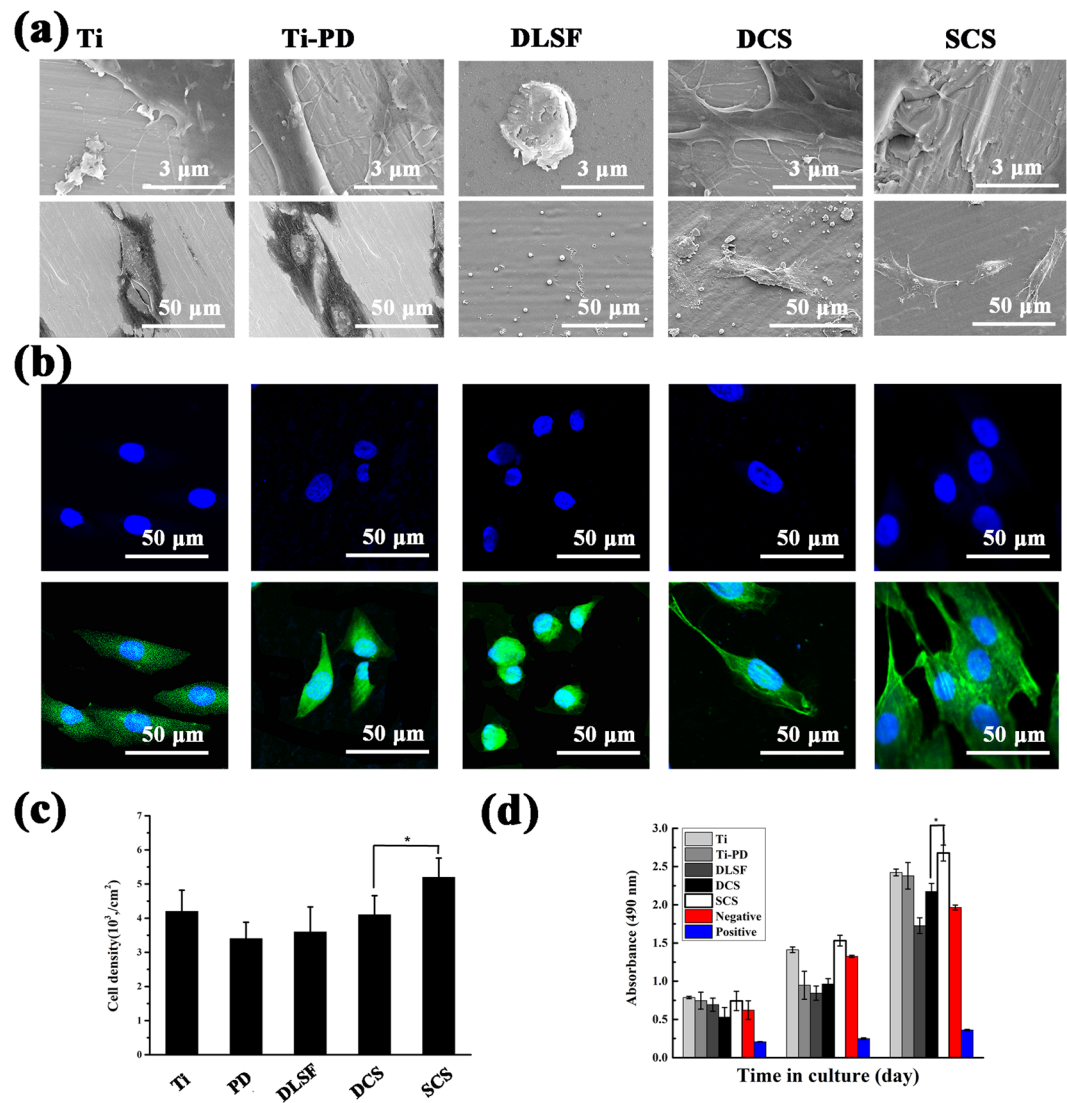 (a)
Ti Ti-PD DLSF DCS SCS
3 µm 3 µm 3 µm 3 µm 3 µm
50 µm 50 µm 50 µm 50 µm 50 µm
(b)
50 µm 50 µm 50 µm 50 µm 50 µm
50 µm 50 µm 50 µm 50 µm 50 µm
(c)
Cell density(10³,/cm²)
7
6
5
4
3
2
1
0
*
Ti PD DLSF DCS SCS
(d)
Absorbance (490 nm)
3.0
2.5
2.0
1.5
1.0
0.5
0.0
Ti
Ti-PD
DLSF
DCS
SCS
Negative
Positive
*
Time in culture (day)